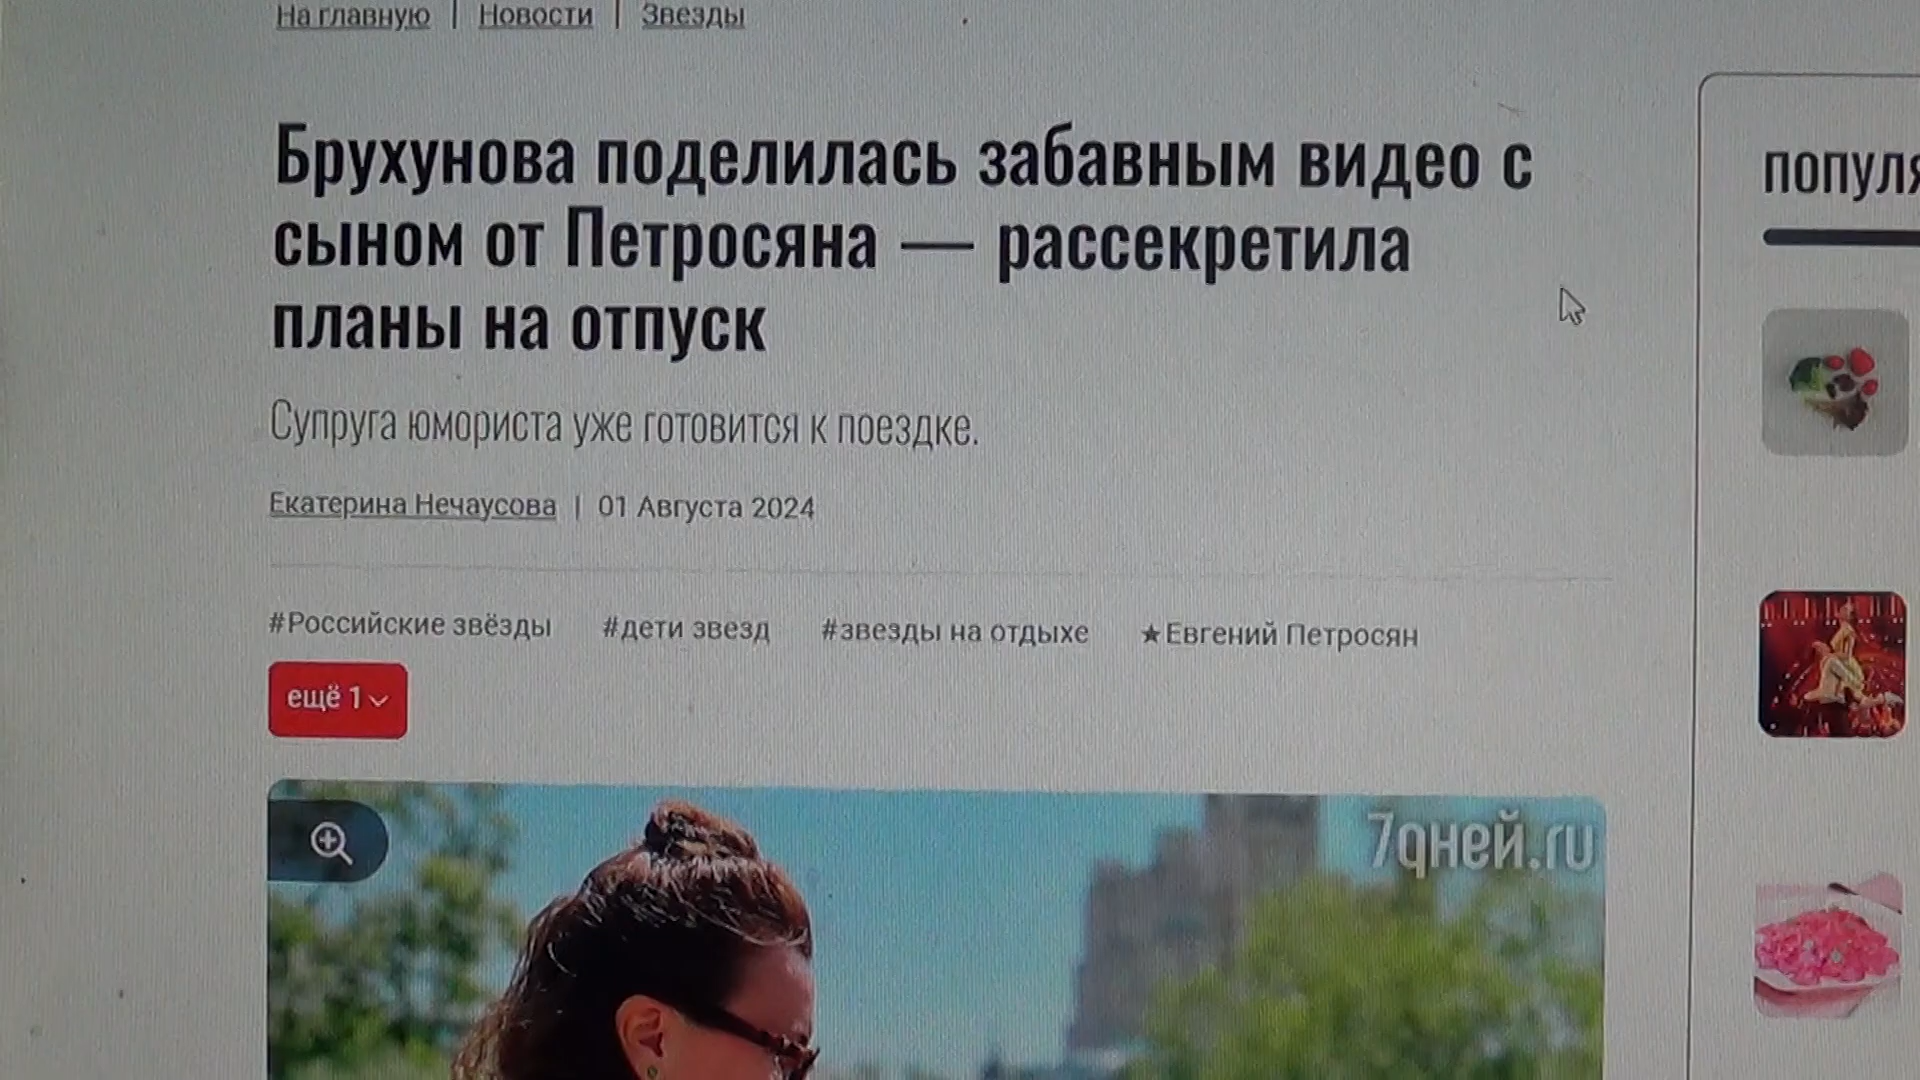 На главную | Новости | Звезды
Брухунова поделилась забавным видео с
сыном от Петросяна — рассекретила
планы на отпуск
Супруга юмориста уже готовится к поездке.
Екатерина Нечаусова | 01 Августа 2024
#Российские звёзды #дети звезд #звезды на отдыхе ★Евгений Петросян
ещё 1
7дней.ru